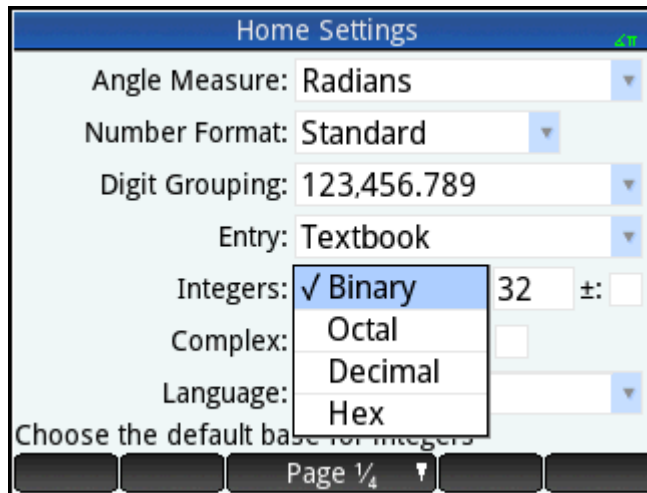 Home Settings
∡π
Angle Measure: Radians
Number Format: Standard
Digit Grouping: 123,456.789
Entry: Textbook
Integers: √ Binary 32 ±:
Octal
Complex:
Decimal
Language:
Hex
Choose the default base for integers
Page ¼